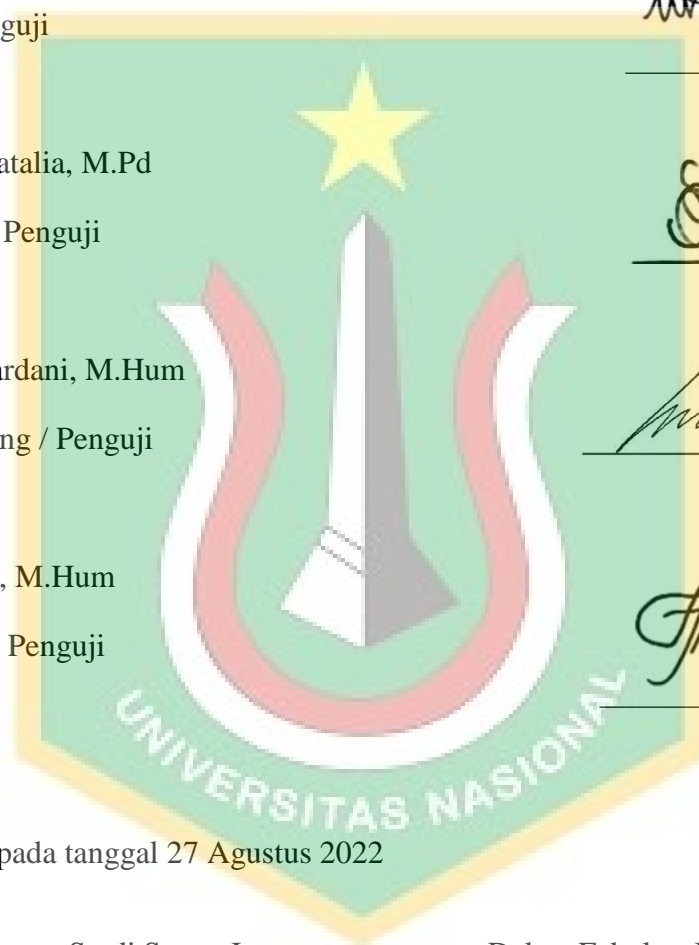 guji
atalia, M.Pd
Penguji
ardani, M.Hum
ng / Penguji
, M.Hum
Penguji
UNIVERSITAS NASIONAL
pada tanggal 27 Agustus 2022